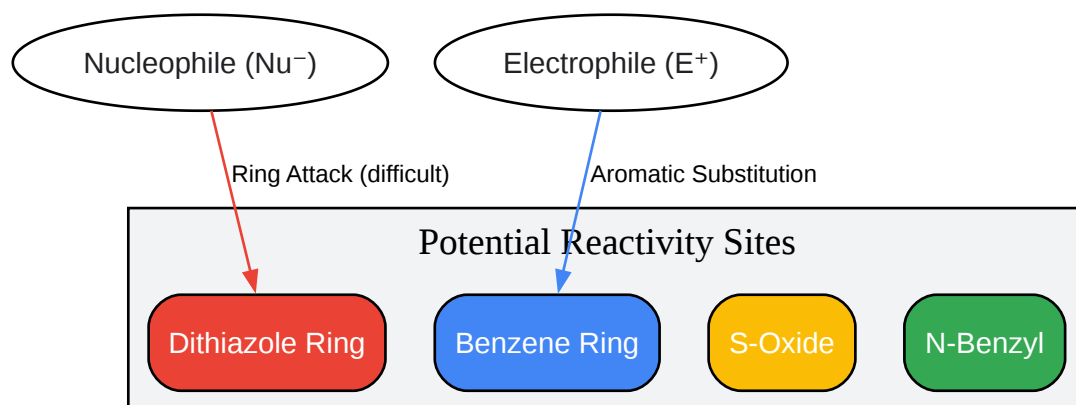 Nucleophile (Nu⁻)
Electrophile (E⁺)
Ring Attack (difficult)
Aromatic Substitution
Potential Reactivity Sites
Dithiazole Ring
Benzene Ring
S-Oxide
N-Benzyl